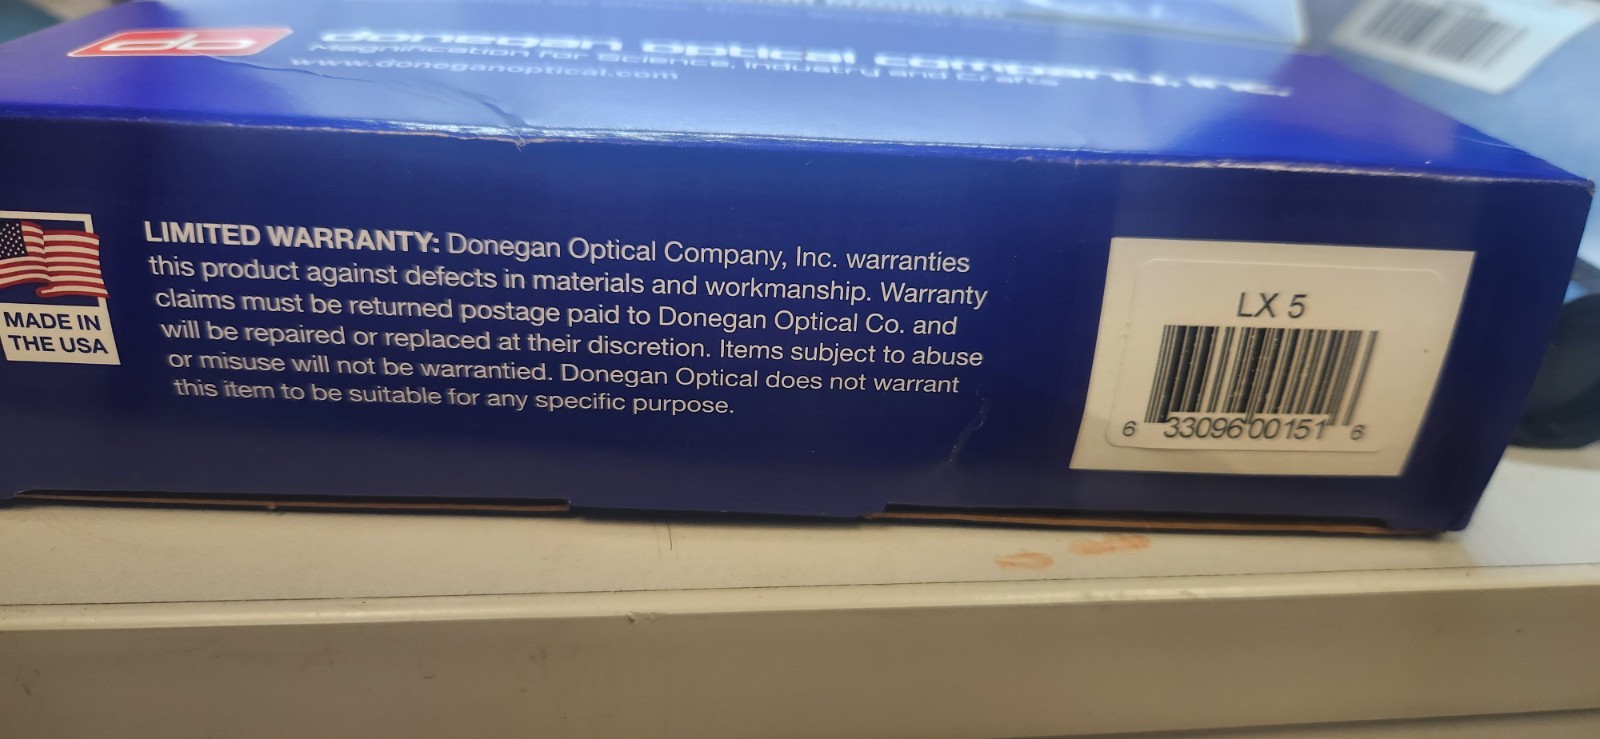 do
donegan optical company, inc.
Magnification for Science, Industry and Crafts
www.doneganoptical.com
MADE IN
THE USA
LIMITED WARRANTY: Donegan Optical Company, Inc. warranties
this product against defects in materials and workmanship. Warranty
claims must be returned postage paid to Donegan Optical Co. and
will be repaired or replaced at their discretion. Items subject to abuse
or misuse will not be warrantied. Donegan Optical does not warrant
this item to be suitable for any specific purpose.
LX 5
6 33096 00151 6